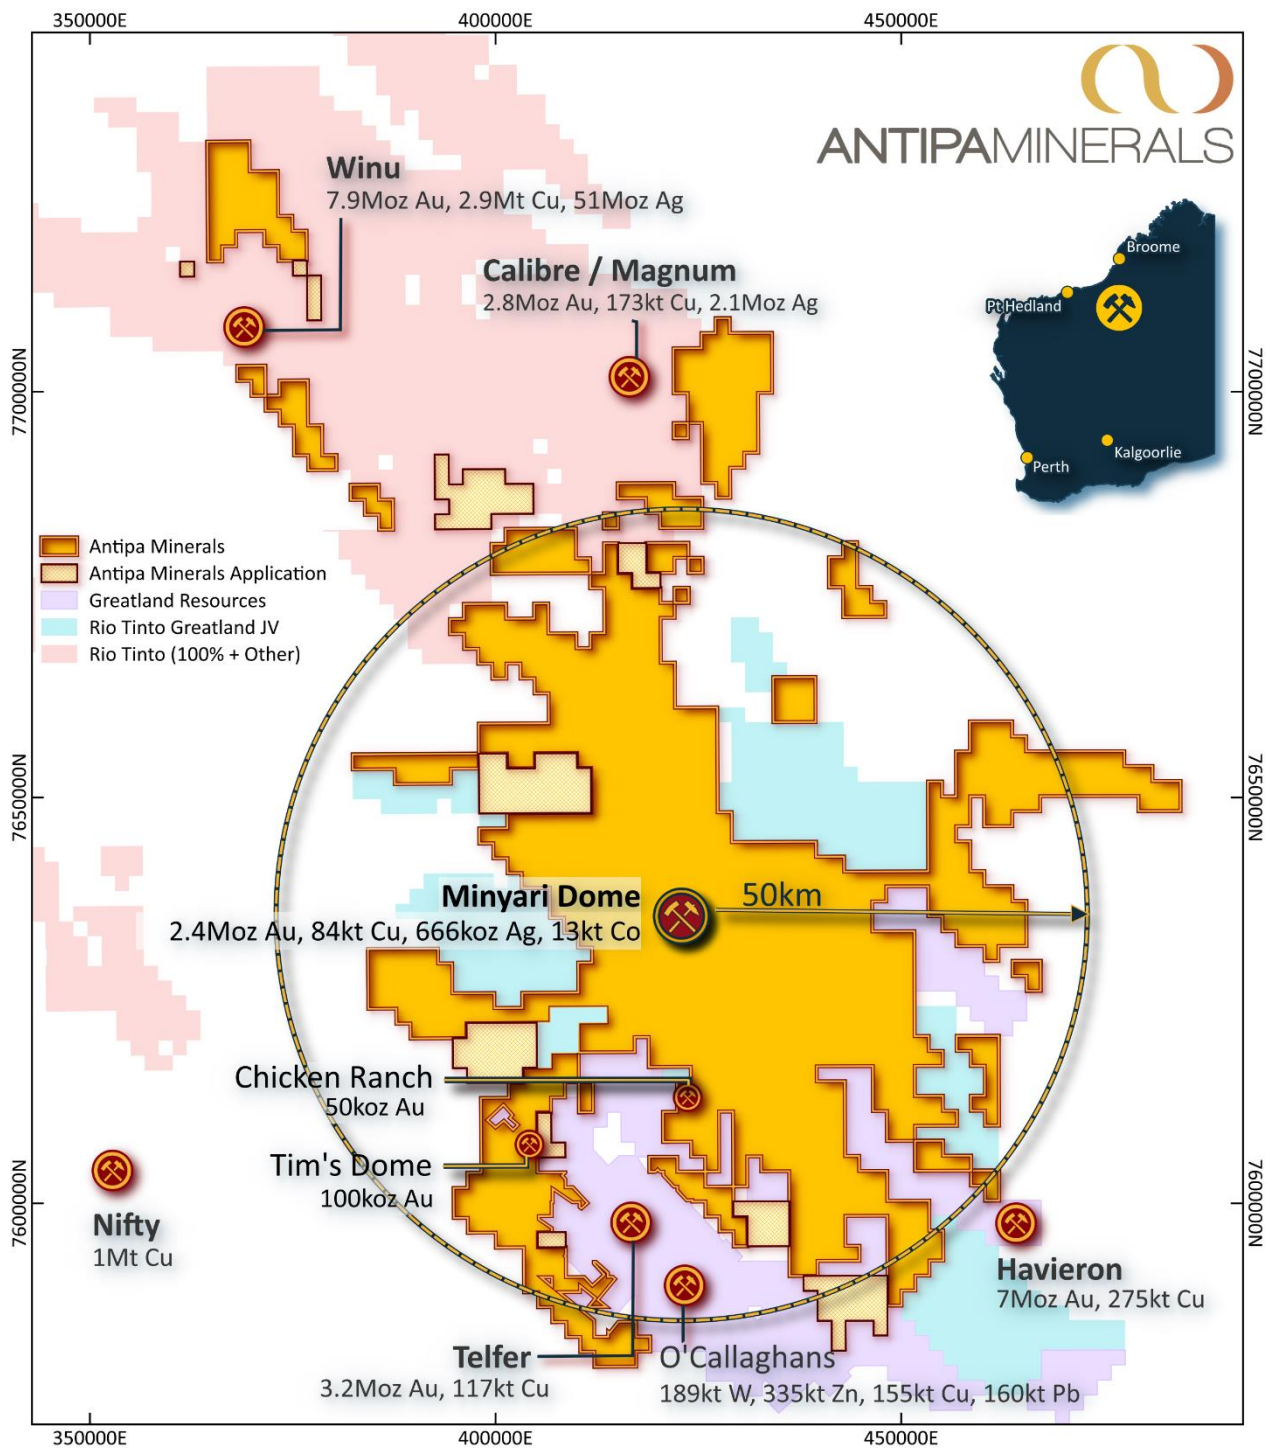 350000E
400000E
450000E
ANTIPAMINERALS
Winu
7.9Moz Au, 2.9Mt Cu, 51Moz Ag
Broome
Calibre / Magnum
2.8Moz Au, 173kt Cu, 2.1Moz Ag
Pt Hedland
7700000N
7700000N
Kalgoorlie
Perth
Antipa Minerals
Antipa Minerals Application
Greatland Resources
Rio Tinto Greatland JV
Rio Tinto (100% + Other)
7650000N
7650000N
Minyari Dome
50km
2.4Moz Au, 84kt Cu, 666koz Ag, 13kt Co
Chicken Ranch
50koz Au
Tim's Dome
100koz Au
7600000N
7600000N
Nifty
1Mt Cu
Havieron
7Moz Au, 275kt Cu
Telfer
3.2Moz Au, 117kt Cu
O'Callaghans
189kt W, 335kt Zn, 155kt Cu, 160kt Pb
350000E
400000E
450000E